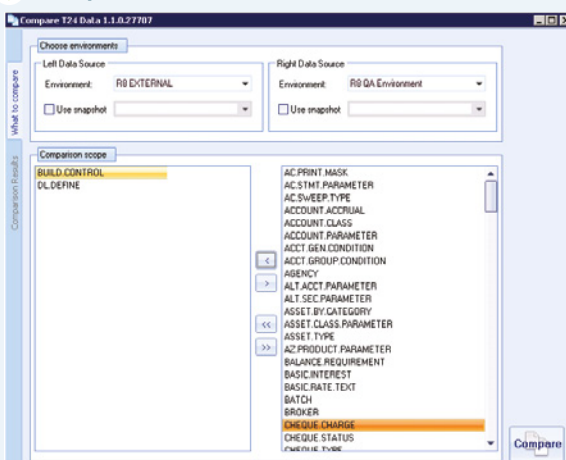 Compare T24 Data 1.1.0.27707
What to compare
Comparison Results
Choose environments
Left Data Source
Environment: R8 EXTERNAL
Use snapshot
Right Data Source
Environment: R8 QA Environment
Use snapshot
Comparison scope
BUILD.CONTROL
DL.DEFINE
<
>
<<
>>
AC.PRINT.MASK
AC.STMT.PARAMETER
AC.SWEEP.TYPE
ACCOUNT.ACCRUAL
ACCOUNT.CLASS
ACCOUNT.PARAMETER
ACCT.GEN.CONDITION
ACCT.GROUP.CONDITION
AGENCY
ALT.ACCT.PARAMETER
ALT.SEC.PARAMETER
ASSET.BY.CATEGORY
ASSET.CLASS.PARAMETER
ASSET.TYPE
AZ.PRODUCT.PARAMETER
BALANCE.REQUIREMENT
BASIC.INTEREST
BASIC.RATE.TEXT
BATCH
BROKER
CHEQUE.CHARGE
CHEQUE.STATUS
CHEQUE.TYPE
Compare